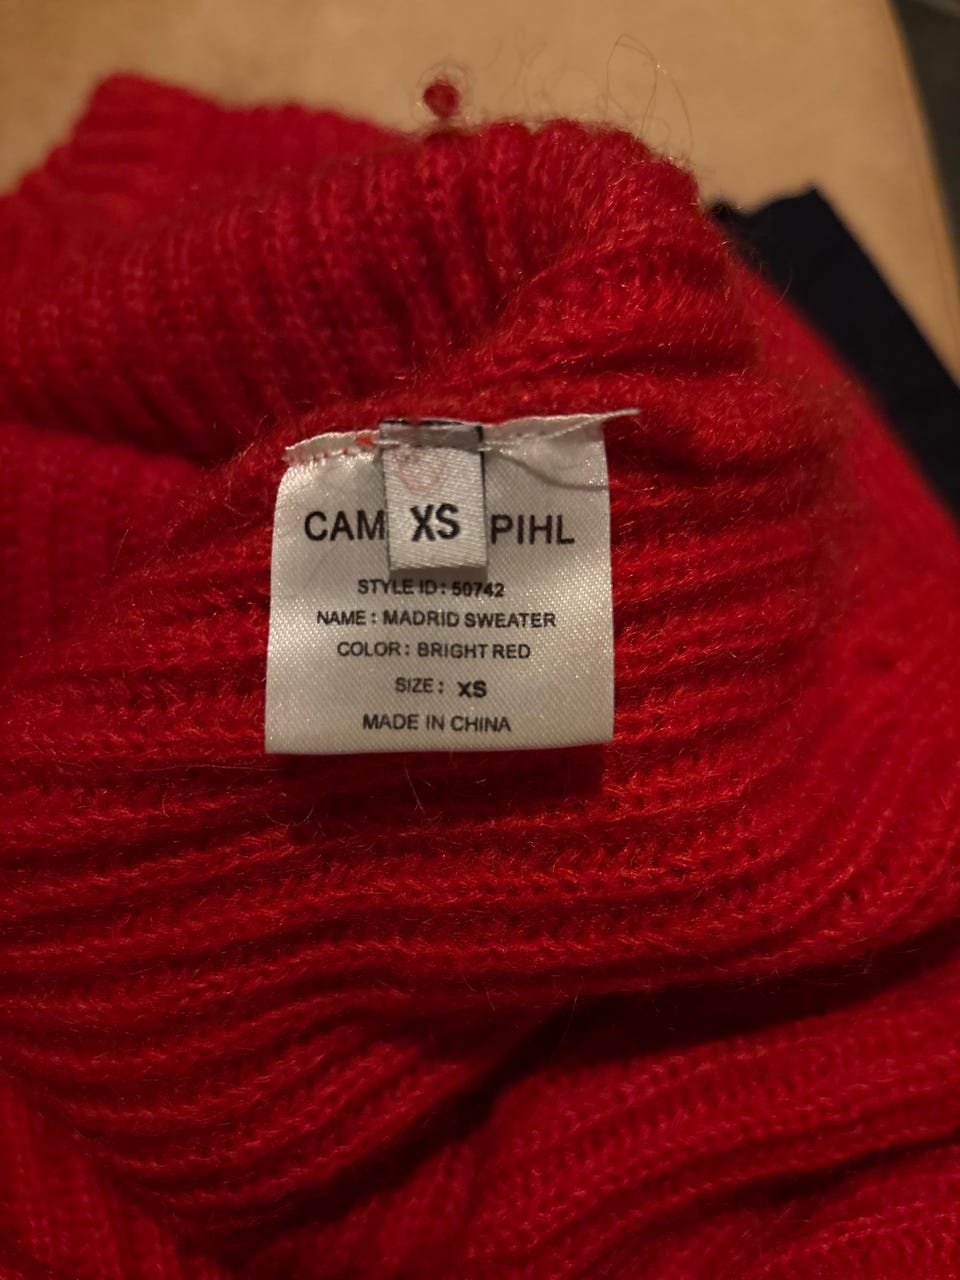 CAM
XS
PIHL
STYLE ID: 50742
NAME : MADRID SWEATER
COLOR : BRIGHT RED
SIZE : XS
MADE IN CHINA